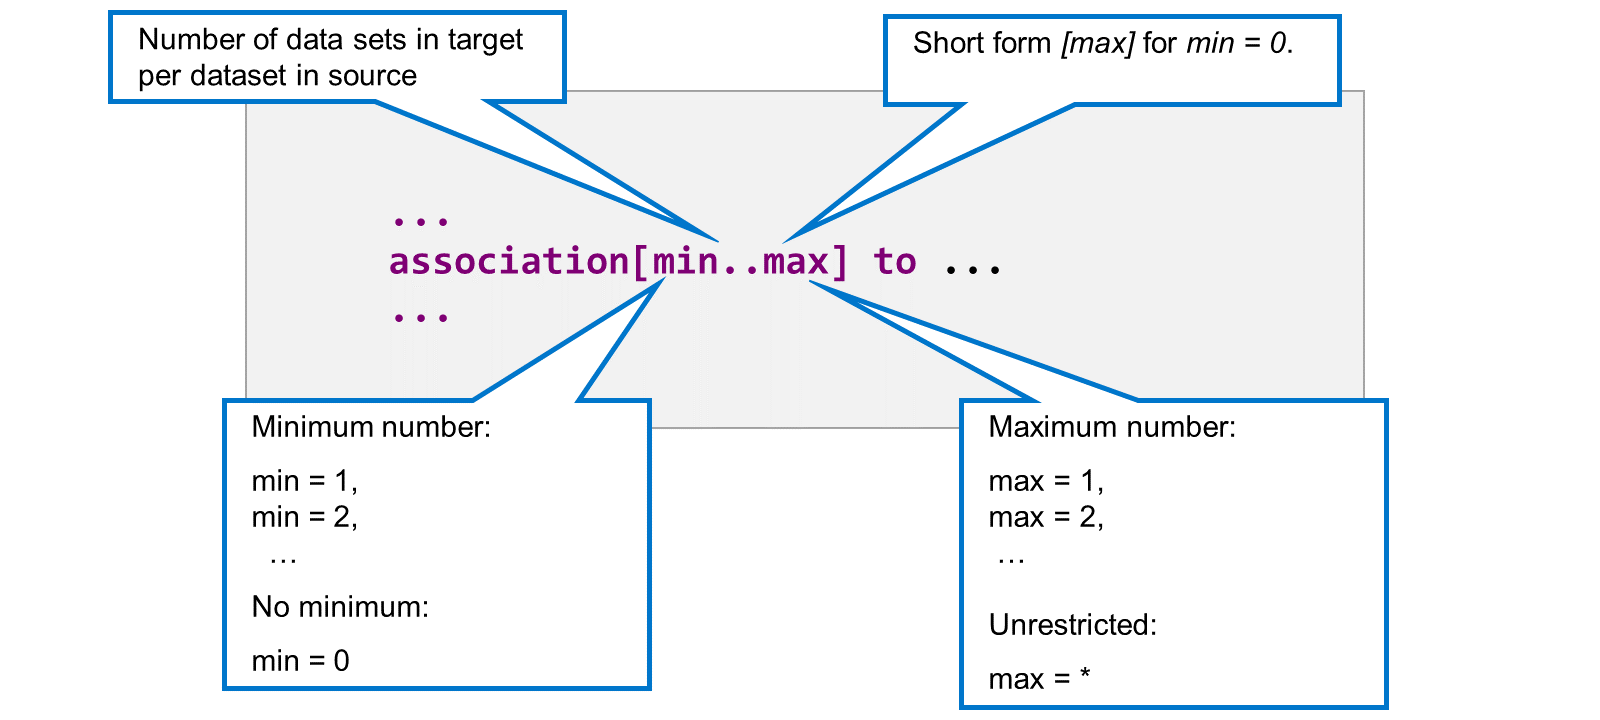 Number of data sets in target
per dataset in source
Short form [max] for min = 0.
...
association[min..max] to ...
...
Minimum number:
min = 1,
min = 2,
...
No minimum:
min = 0
Maximum number:
max = 1,
max = 2,
...
Unrestricted:
max = *